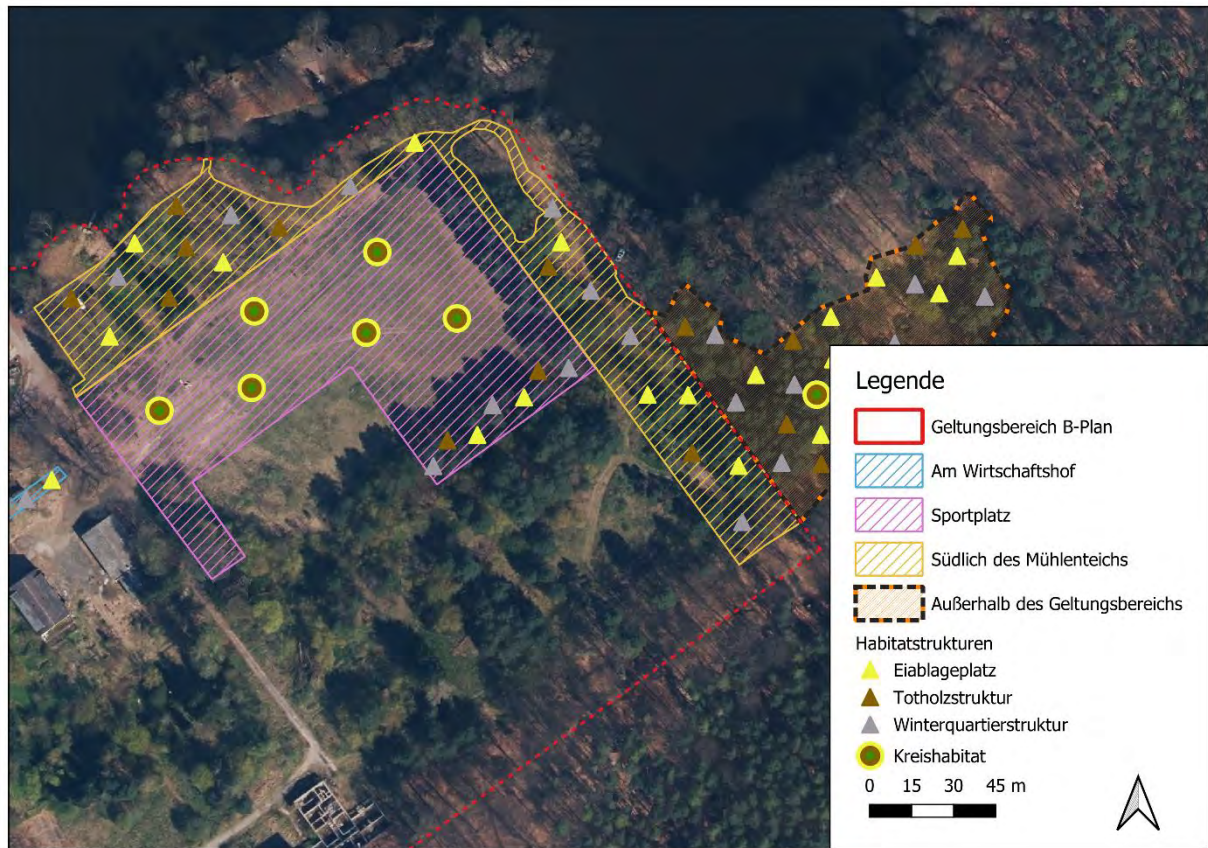 Legende
Geltungsbereich B-Plan
Am Wirtschaftshof
Sportplatz
Südlich des Mühlenteichs
Außerhalb des Geltungsbereichs
Habitatstrukturen
Eiablageplatz
Totholzstruktur
Winterquartierstruktur
Kreishabitat
0 15 30 45 m